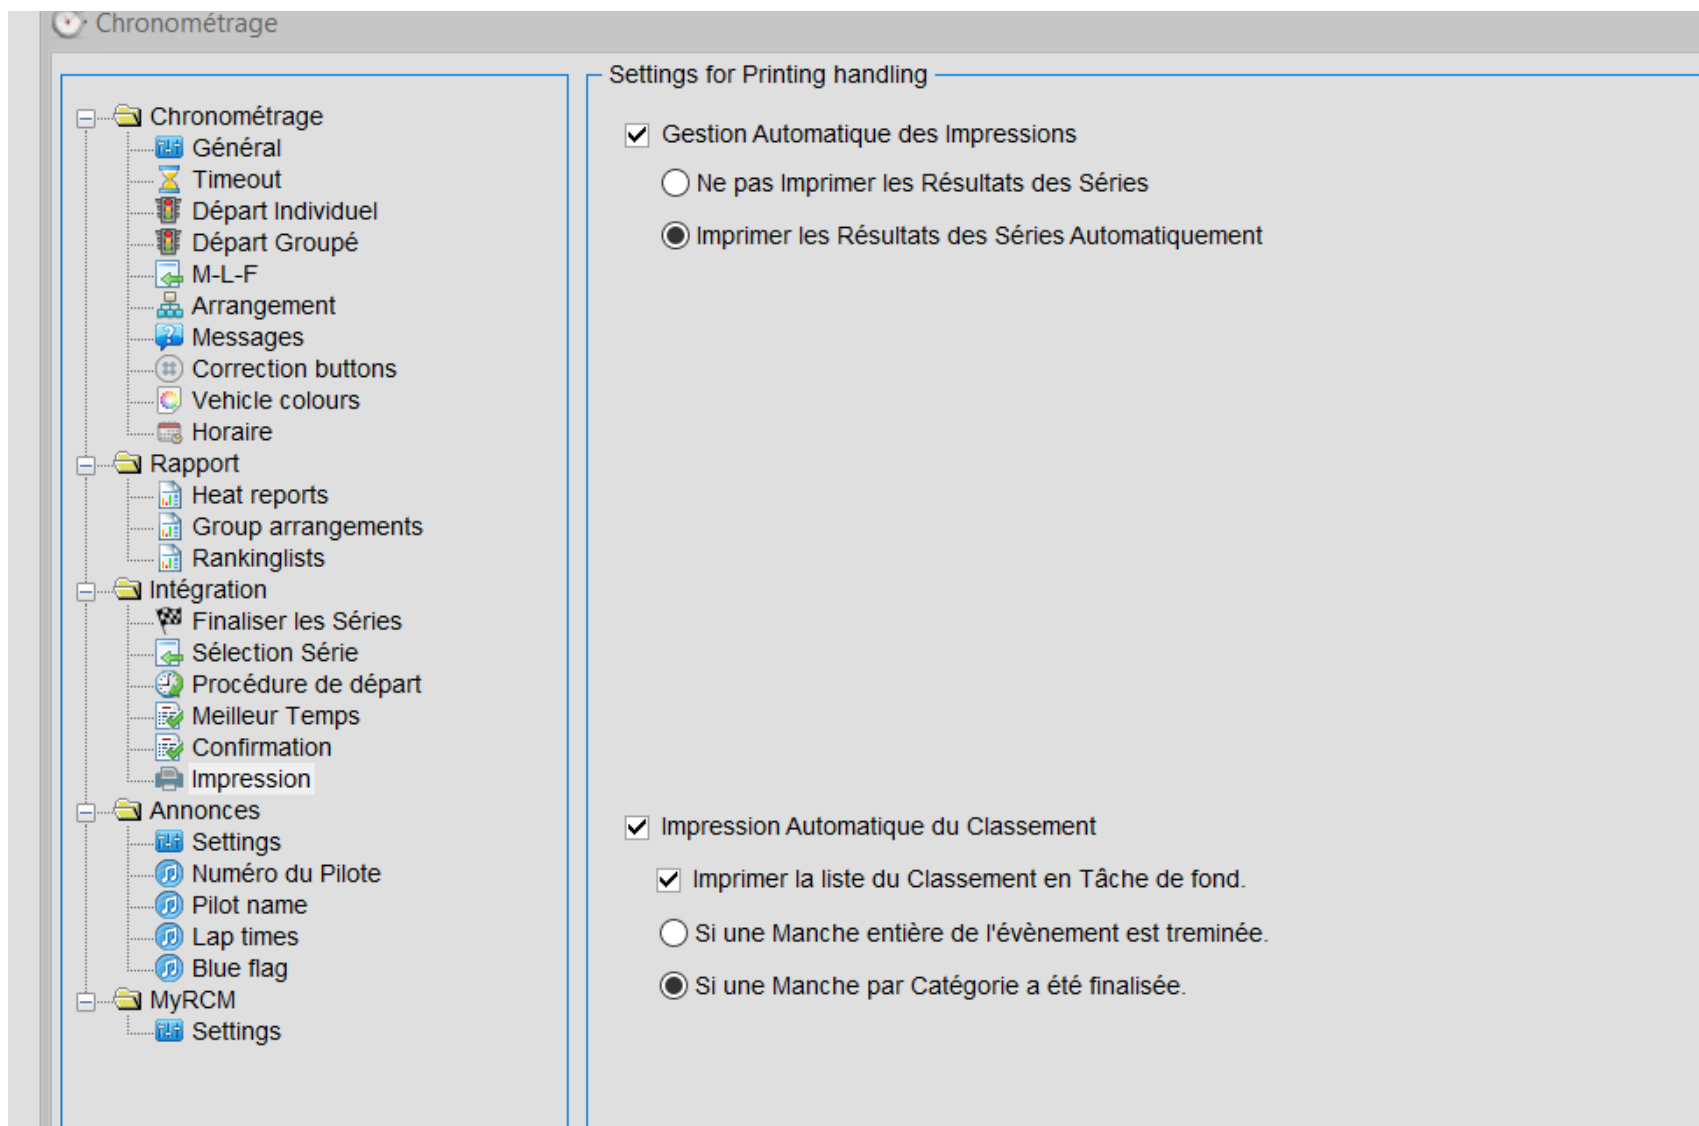 Chronométrage
Chronométrage
Général
Timeout
Départ Individuel
Départ Groupé
M-L-F
Arrangement
Messages
Correction buttons
Vehicle colours
Horaire
Rapport
Heat reports
Group arrangements
Rankinglists
Intégration
Finaliser les Séries
Sélection Série
Procédure de départ
Meilleur Temps
Confirmation
Impression
Annonces
Settings
Numéro du Pilote
Pilot name
Lap times
Blue flag
MyRCM
Settings
Settings for Printing handling
Gestion Automatique des Impressions
Ne pas Imprimer les Résultats des Séries
Imprimer les Résultats des Séries Automatiquement
Impression Automatique du Classement
Imprimer la liste du Classement en Tâche de fond.
Si une Manche entière de l'évènement est treminée.
Si une Manche par Catégorie a été finalisée.